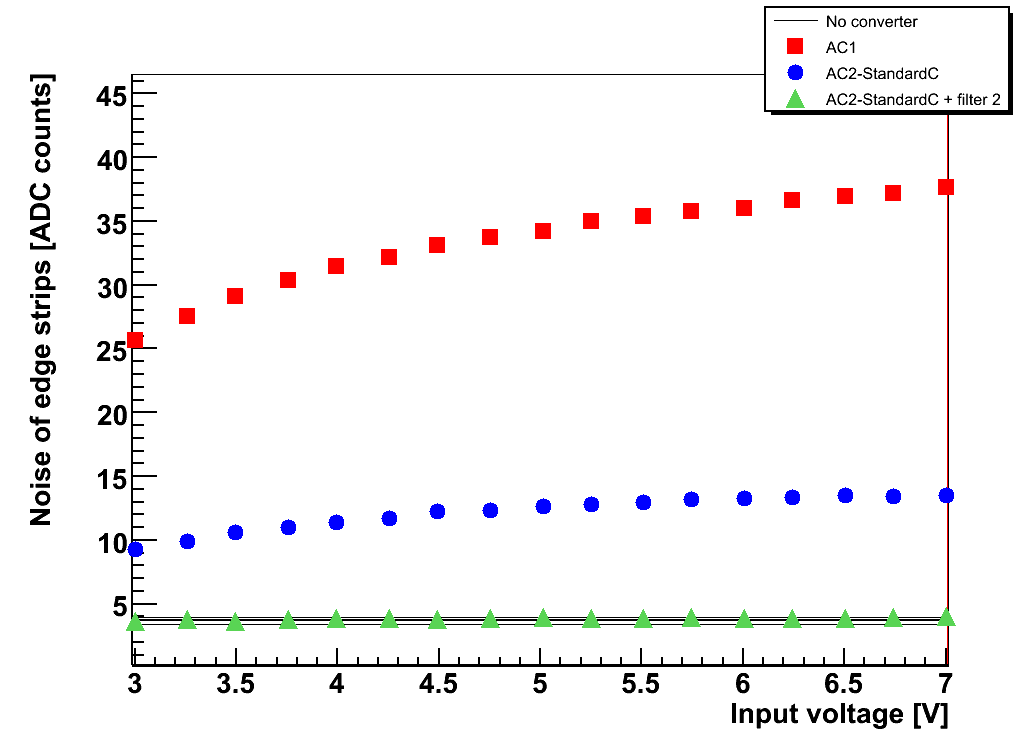 No converter
AC1
AC2-StandardC
AC2-StandardC + filter 2
Noise of edge strips [ADC counts]
45
40
35
30
25
20
15
10
5
3 3.5 4 4.5 5 5.5 6 6.5 7
Input voltage [V]